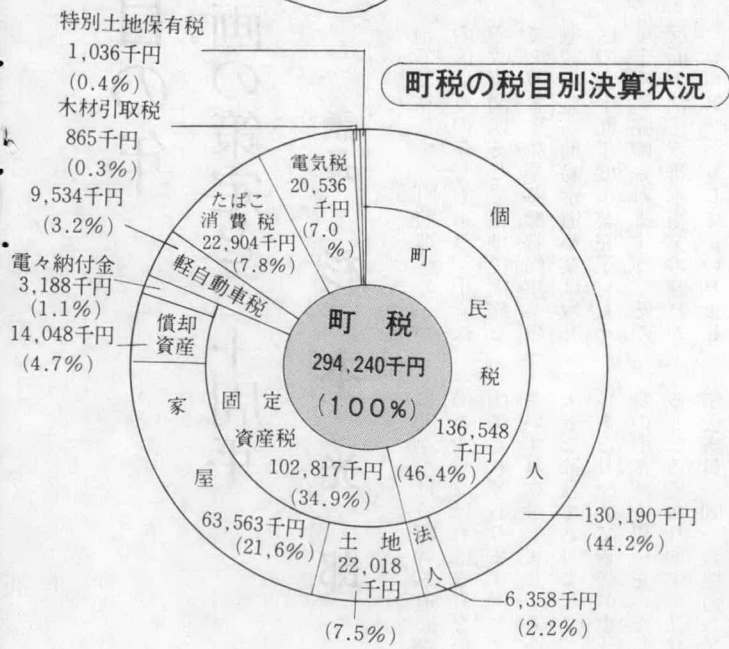 町税の税目別決算状況
特別土地保有税
1,036千円
(0.4%)
木材引取税
865千円
(0.3%)
9,534千円
(3.2%)
電々納付金
3,188千円
(1.1%)
14,048千円
(4.7%)
電気税
20,536
千円
(7.0
%)
たばこ
消費税
22,904千円
(7.8%)
軽自動車税
償却
資産
町税
294,240千円
(100%)
町民税
136,548
千円
(46.4%)
個人
130,190千円
(44.2%)
法人
6,358千円
(2.2%)
固定
資産税
102,817千円
(34.9%)
家屋
63,563千円
(21,6%)
土地
22,018
千円
(7.5%)